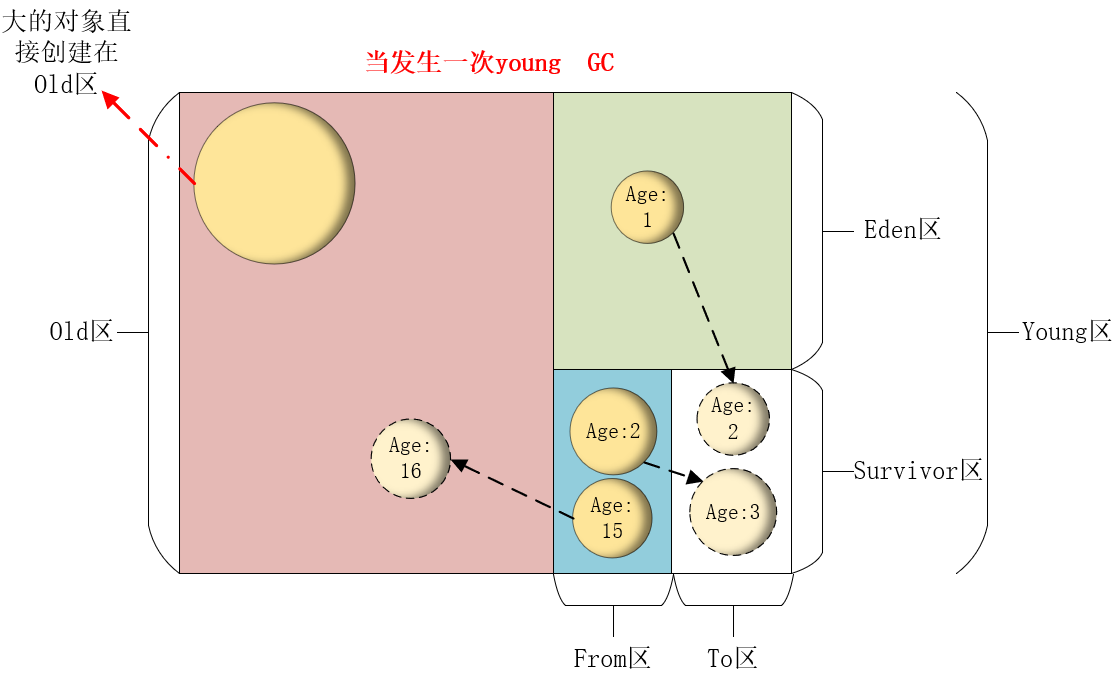 大的对象直
接创建在
Old区
当发生一次young GC
Age:
1
Eden区
Old区
Young区
Age:
2
Age:2
Age:
16
Survivor区
Age:
15
Age:3
From区
To区